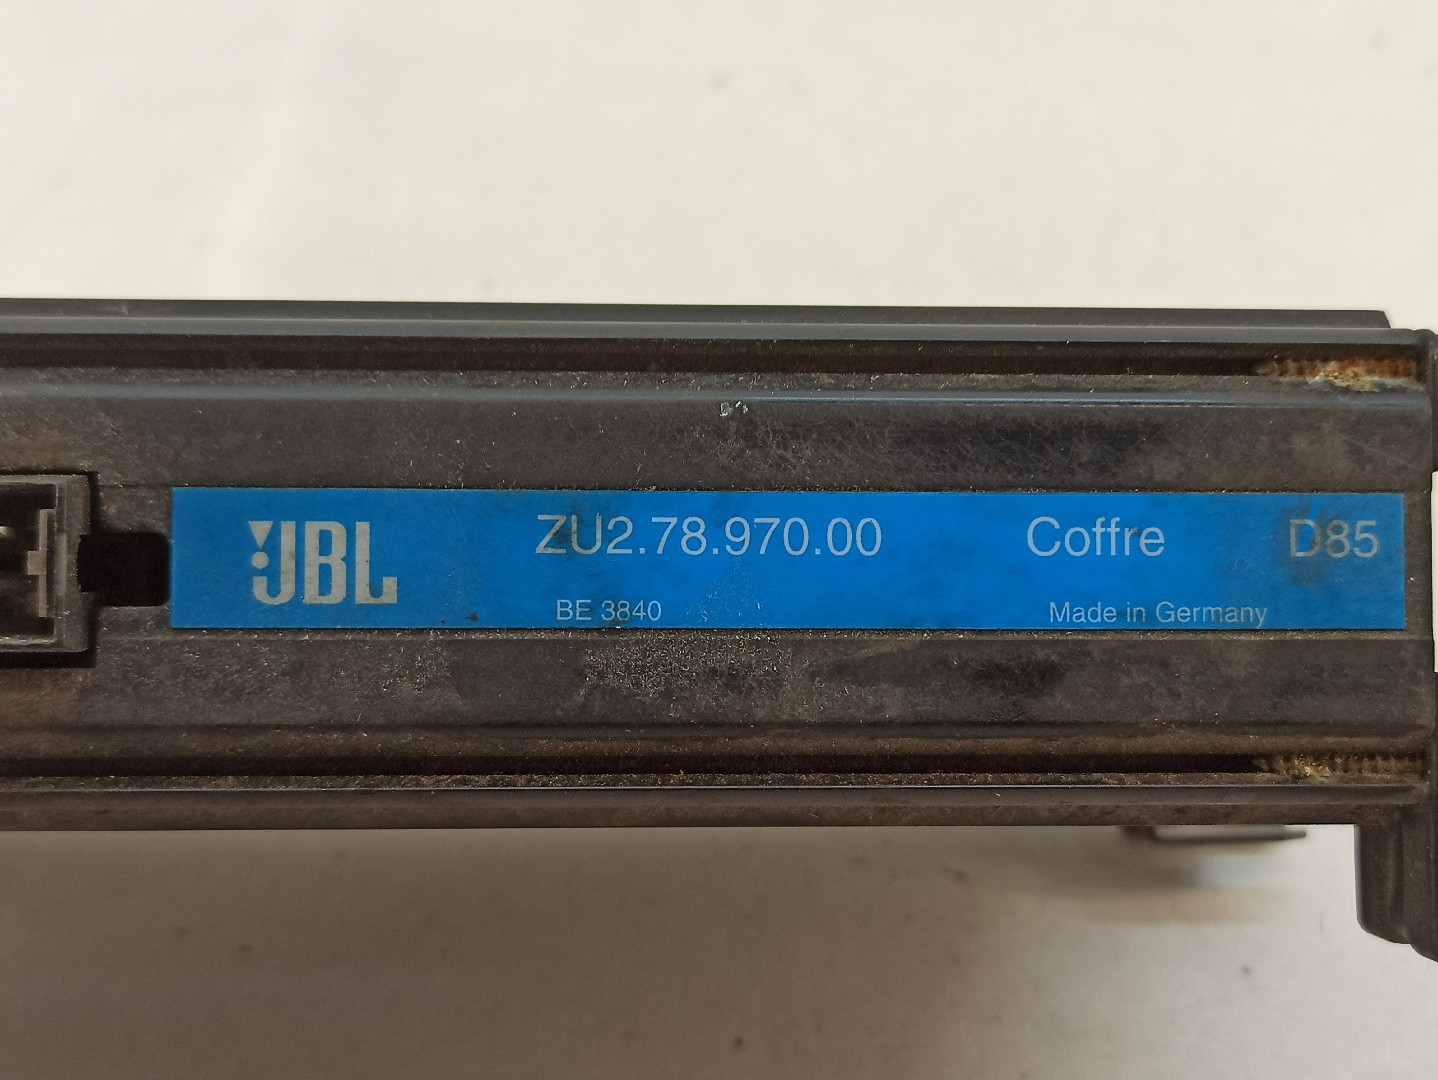 JBL ZU2.78.970.00 Coffre D85
BE 3840 Made in Germany